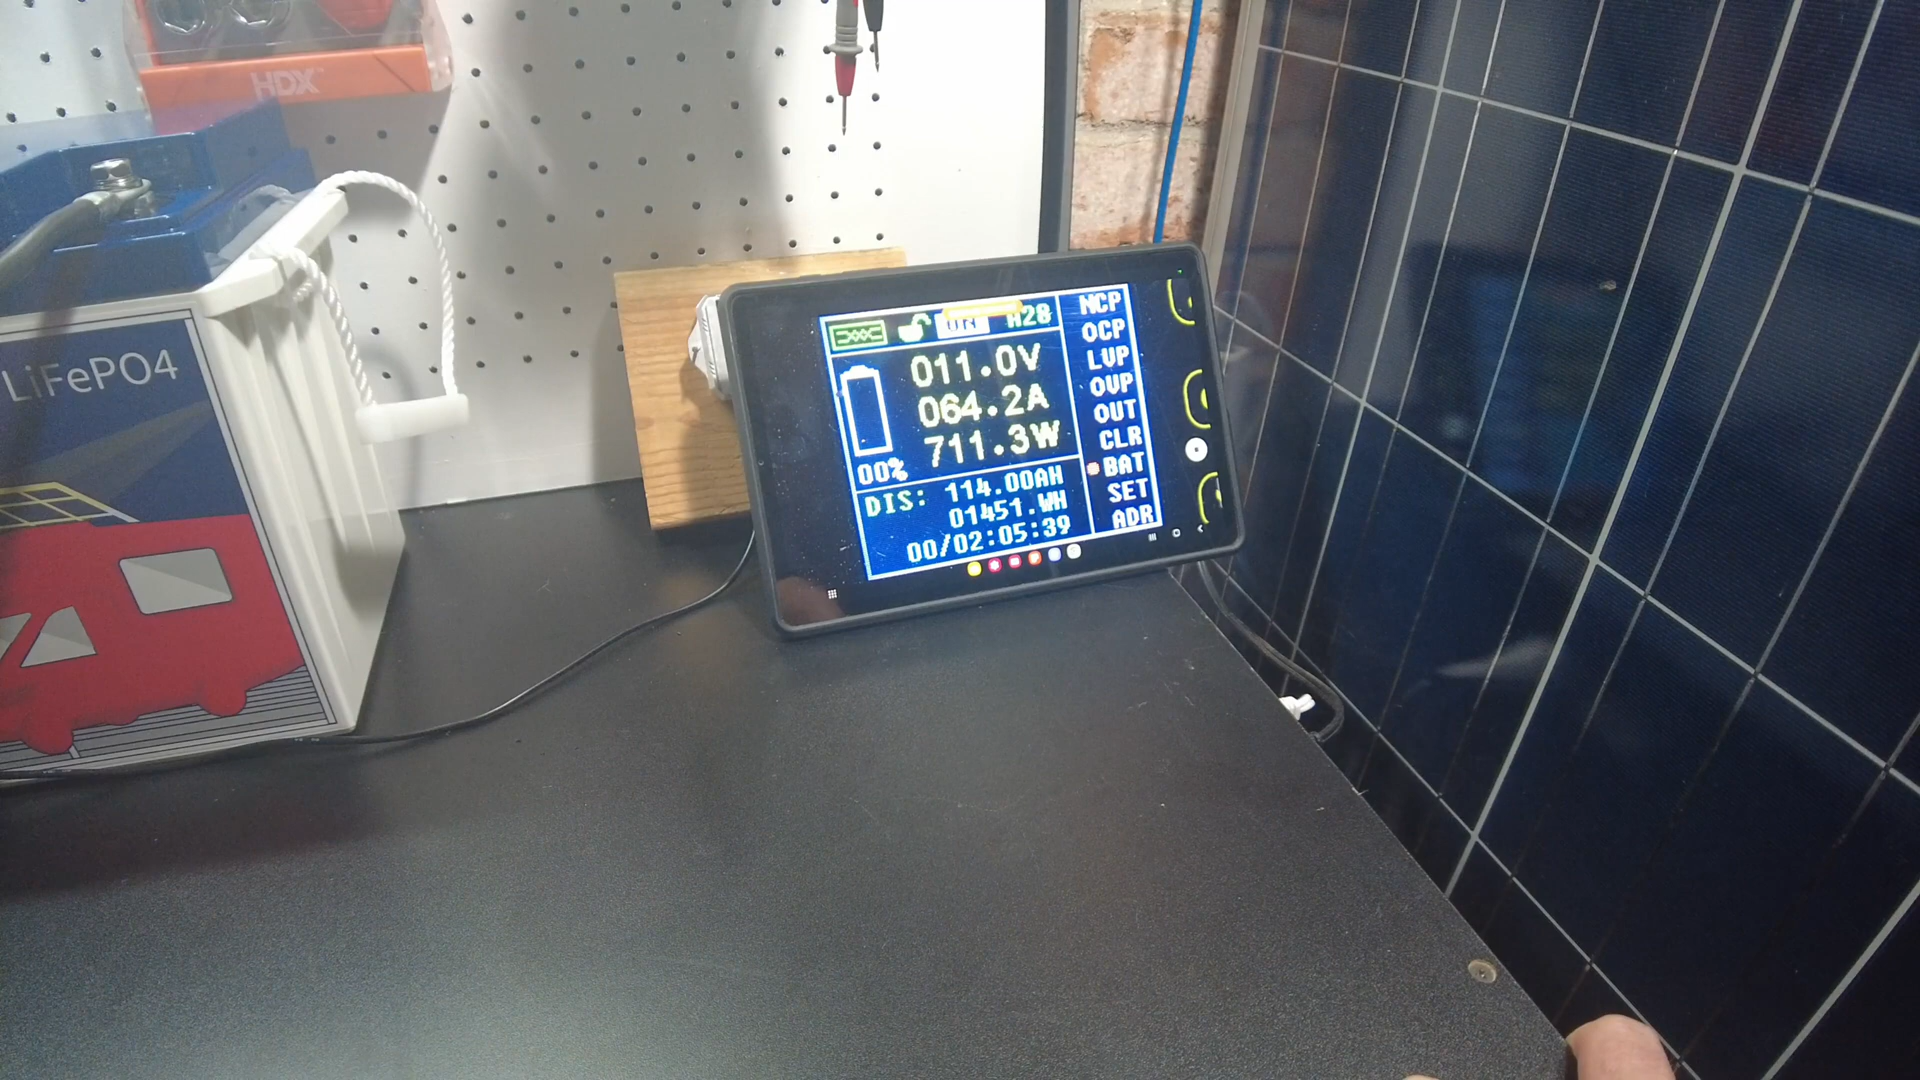 HDX
LiFePO4
ON H28
011.0V
064.2A
711.3W
00%
DIS: 114.00AH
01451.WH
00/02:05:39
NCP
OCP
LVP
OVP
OUT
CLR
BAT
SET
ADR